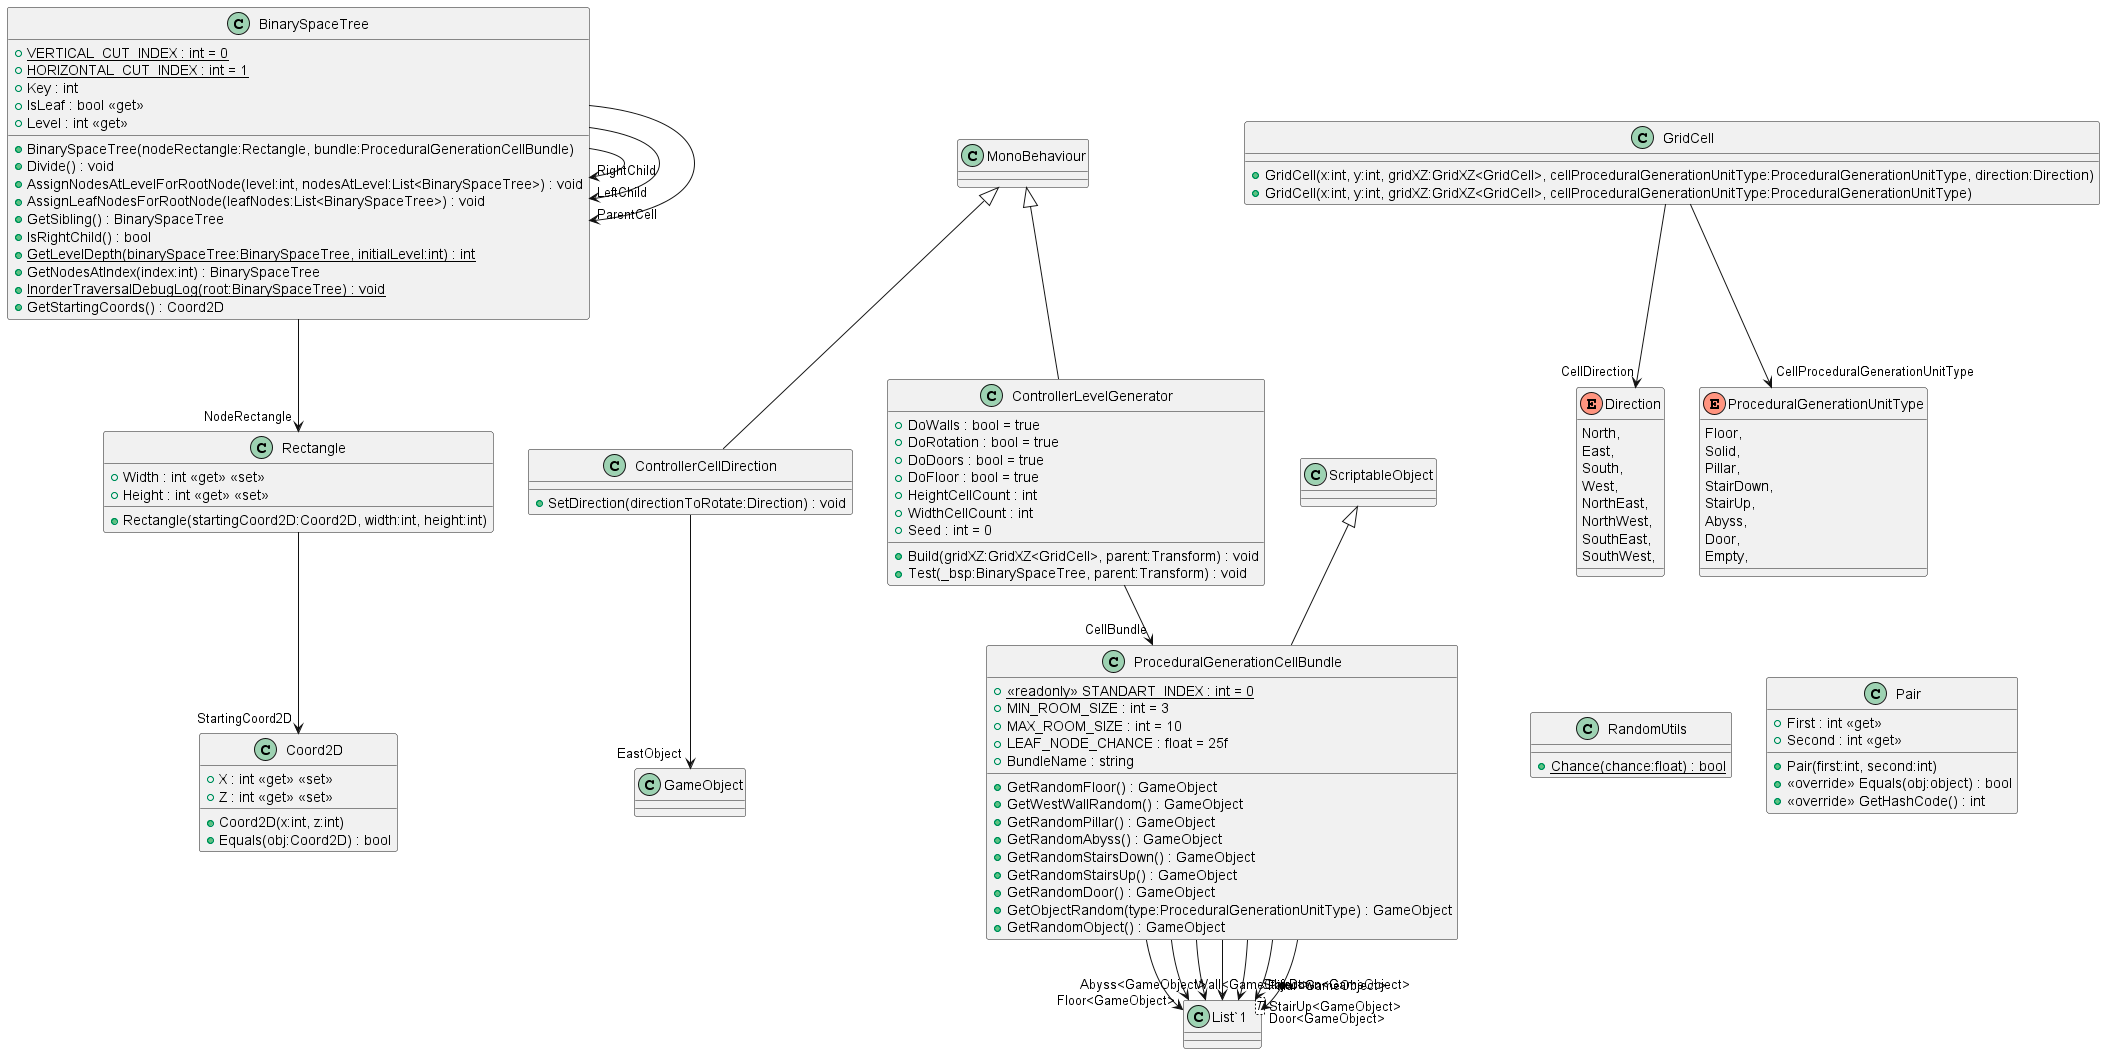 C BinarySpaceTree
VERTICAL_CUT_INDEX : int = 0
HORIZONTAL_CUT_INDEX : int = 1
Key : int
IsLeaf : bool «get»
Level : int «get»
BinarySpaceTree(nodeRectangle:Rectangle, bundle:ProceduralGenerationCellBundle)
Divide() : void
AssignNodesAtLevelForRootNode(level:int, nodesAtLevel:List<BinarySpaceTree>) : void
AssignLeafNodesForRootNode(leafNodes:List<BinarySpaceTree>) : void
GetSibling() : BinarySpaceTree
IsRightChild() : bool
GetLevelDepth(binarySpaceTree:BinarySpaceTree, initialLevel:int) : int
GetNodesAtIndex(index:int) : BinarySpaceTree
InorderTraversalDebugLog(root:BinarySpaceTree) : void
GetStartingCoords() : Coord2D
RightChild
LeftChild
ParentCell
C MonoBehaviour
C GridCell
GridCell(x:int, y:int, gridXZ:GridXZ<GridCell>, cellProceduralGenerationUnitType:ProceduralGenerationUnitType, direction:Direction)
GridCell(x:int, y:int, gridXZ:GridXZ<GridCell>, cellProceduralGenerationUnitType:ProceduralGenerationUnitType)
NodeRectangle
C Rectangle
Width : int «get» «set»
Height : int «get» «set»
Rectangle(startingCoord2D:Coord2D, width:int, height:int)
C ControllerCellDirection
SetDirection(directionToRotate:Direction) : void
C ControllerLevelGenerator
DoWalls : bool = true
DoRotation : bool = true
DoDoors : bool = true
DoFloor : bool = true
HeightCellCount : int
WidthCellCount : int
Seed : int = 0
Build(gridXZ:GridXZ<GridCell>, parent:Transform) : void
Test(_bsp:BinarySpaceTree, parent:Transform) : void
C ScriptableObject
CellDirection
E Direction
North,
East,
South,
West,
NorthEast,
NorthWest,
SouthEast,
SouthWest,
CellProceduralGenerationUnitType
E ProceduralGenerationUnitType
Floor,
Solid,
Pillar,
StairDown,
StairUp,
Abyss,
Door,
Empty,
StartingCoord2D
C Coord2D
X : int «get» «set»
Z : int «get» «set»
Coord2D(x:int, z:int)
Equals(obj:Coord2D) : bool
EastObject
C GameObject
CellBundle
C ProceduralGenerationCellBundle
«readonly» STANDART_INDEX : int = 0
MIN_ROOM_SIZE : int = 3
MAX_ROOM_SIZE : int = 10
LEAF_NODE_CHANCE : float = 25f
BundleName : string
GetRandomFloor() : GameObject
GetWestWallRandom() : GameObject
GetRandomPillar() : GameObject
GetRandomAbyss() : GameObject
GetRandomStairsDown() : GameObject
GetRandomStairsUp() : GameObject
GetRandomDoor() : GameObject
GetObjectRandom(type:ProceduralGenerationUnitType) : GameObject
GetRandomObject() : GameObject
C RandomUtils
Chance(chance:float) : bool
C Pair
First : int «get»
Second : int «get»
Pair(first:int, second:int)
«override» Equals(obj:object) : bool
«override» GetHashCode() : int
Abyss<GameObject>
Floor<GameObject>
StairUp<GameObject>
Door<GameObject>
C List`1